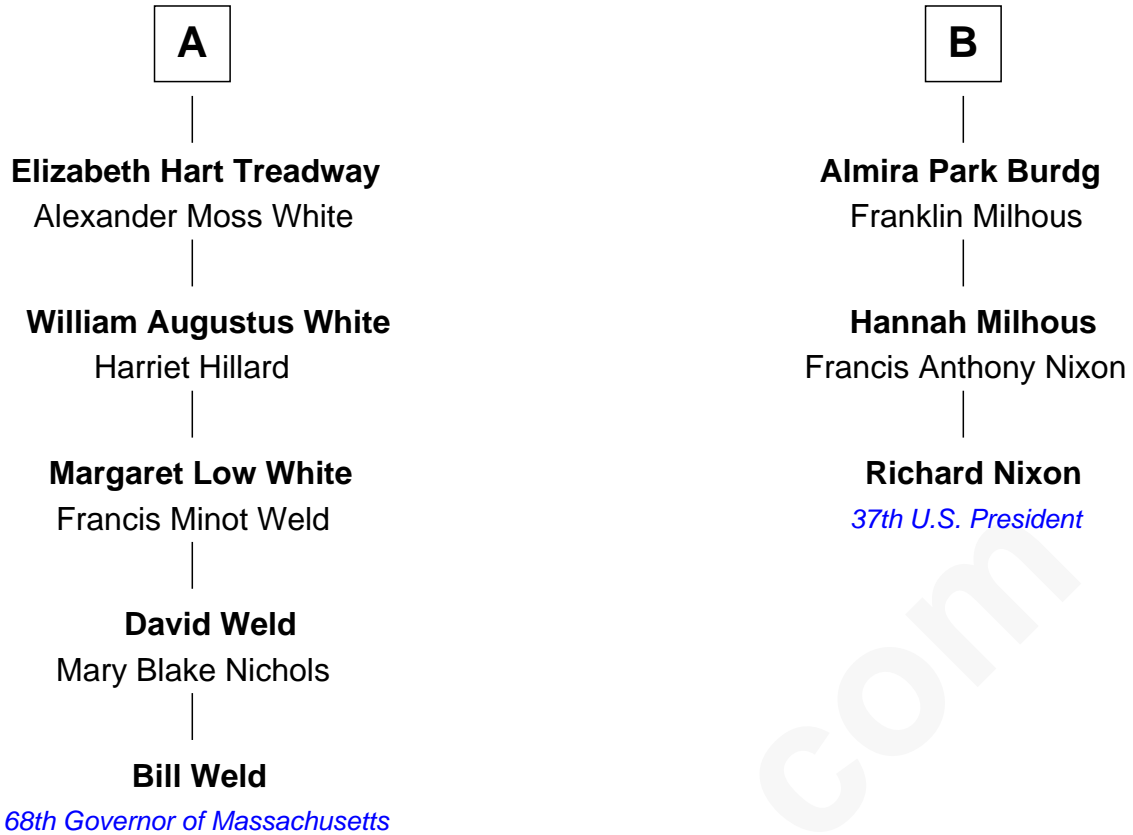 A
Elizabeth Hart Treadway
Alexander Moss White
William Augustus White
Harriet Hillard
Margaret Low White
Francis Minot Weld
David Weld
Mary Blake Nichols
Bill Weld
68th Governor of Massachusetts
B
Almira Park Burdg
Franklin Milhous
Hannah Milhous
Francis Anthony Nixon
Richard Nixon
37th U.S. President
com